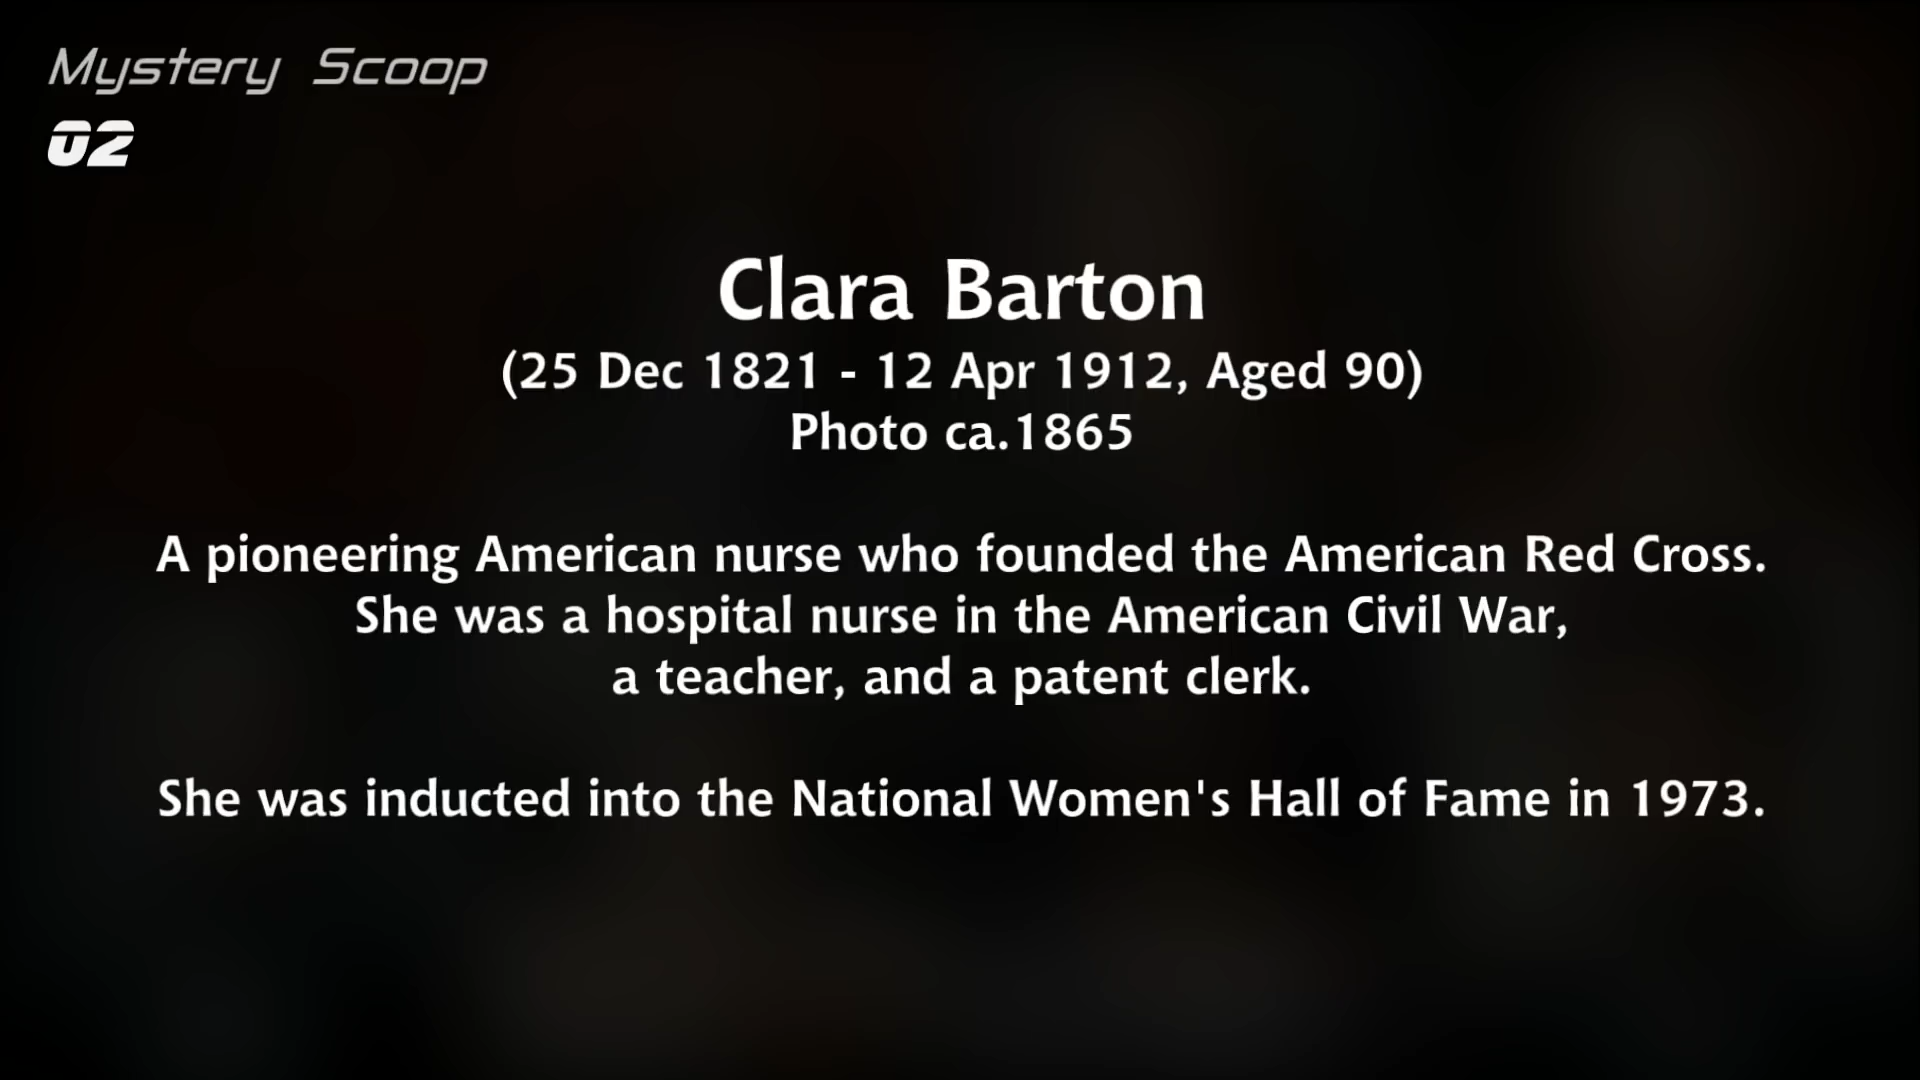 Mystery Scoop
02
Clara Barton
(25 Dec 1821 - 12 Apr 1912, Aged 90)
Photo ca.1865
A pioneering American nurse who founded the American Red Cross.
She was a hospital nurse in the American Civil War,
a teacher, and a patent clerk.
She was inducted into the National Women's Hall of Fame in 1973.